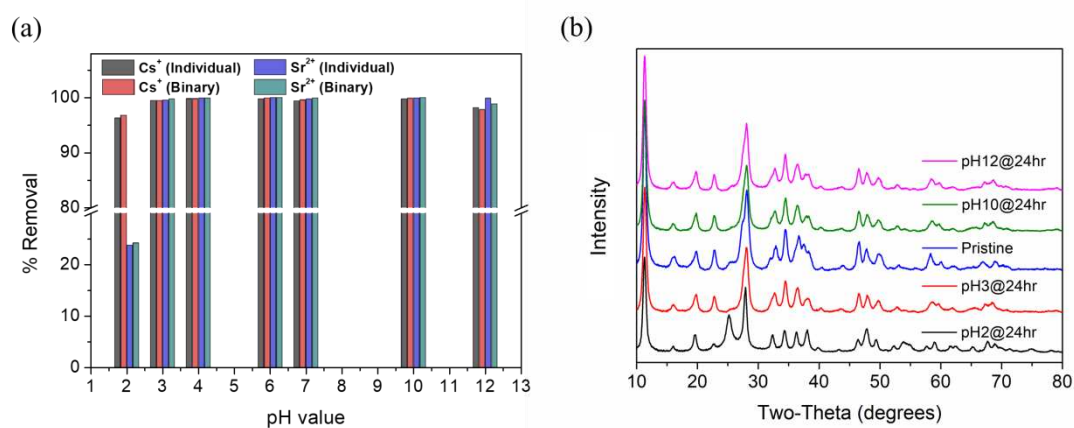 (a)
Cs⁺ (Individual)
Sr²⁺ (Individual)
Cs⁺ (Binary)
Sr²⁺ (Binary)
100
90
80
20
10
0
% Removal
1 2 3 4 5 6 7 8 9 10 11 12 13
pH value
(b)
pH12@24hr
pH10@24hr
Pristine
pH3@24hr
pH2@24hr
Intensity
10 20 30 40 50 60 70 80
Two-Theta (degrees)